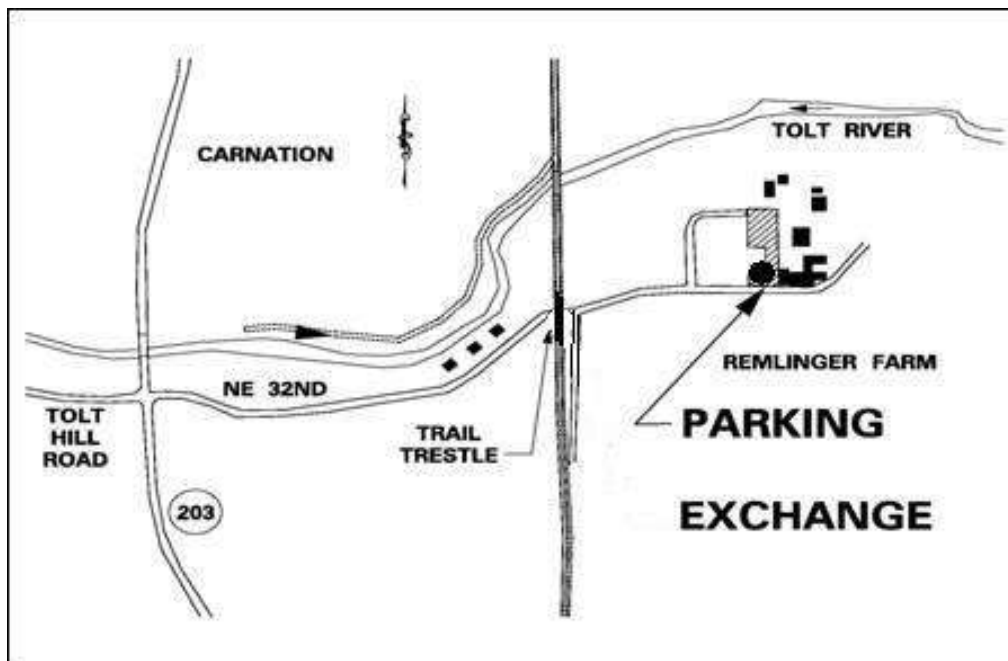 CARNATION
TOLT RIVER
NE 32ND
TOLT
HILL
ROAD
TRAIL
TRESTLE
REMLINGER FARM
PARKING
EXCHANGE
203